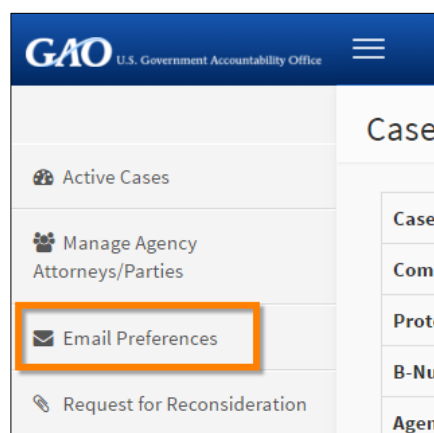 GAO U.S. Government Accountability Office
Case
Active Cases
Manage Agency
Attorneys/Parties
Email Preferences
Request for Reconsideration
Case
Com
Prot
B-Nu
Agen